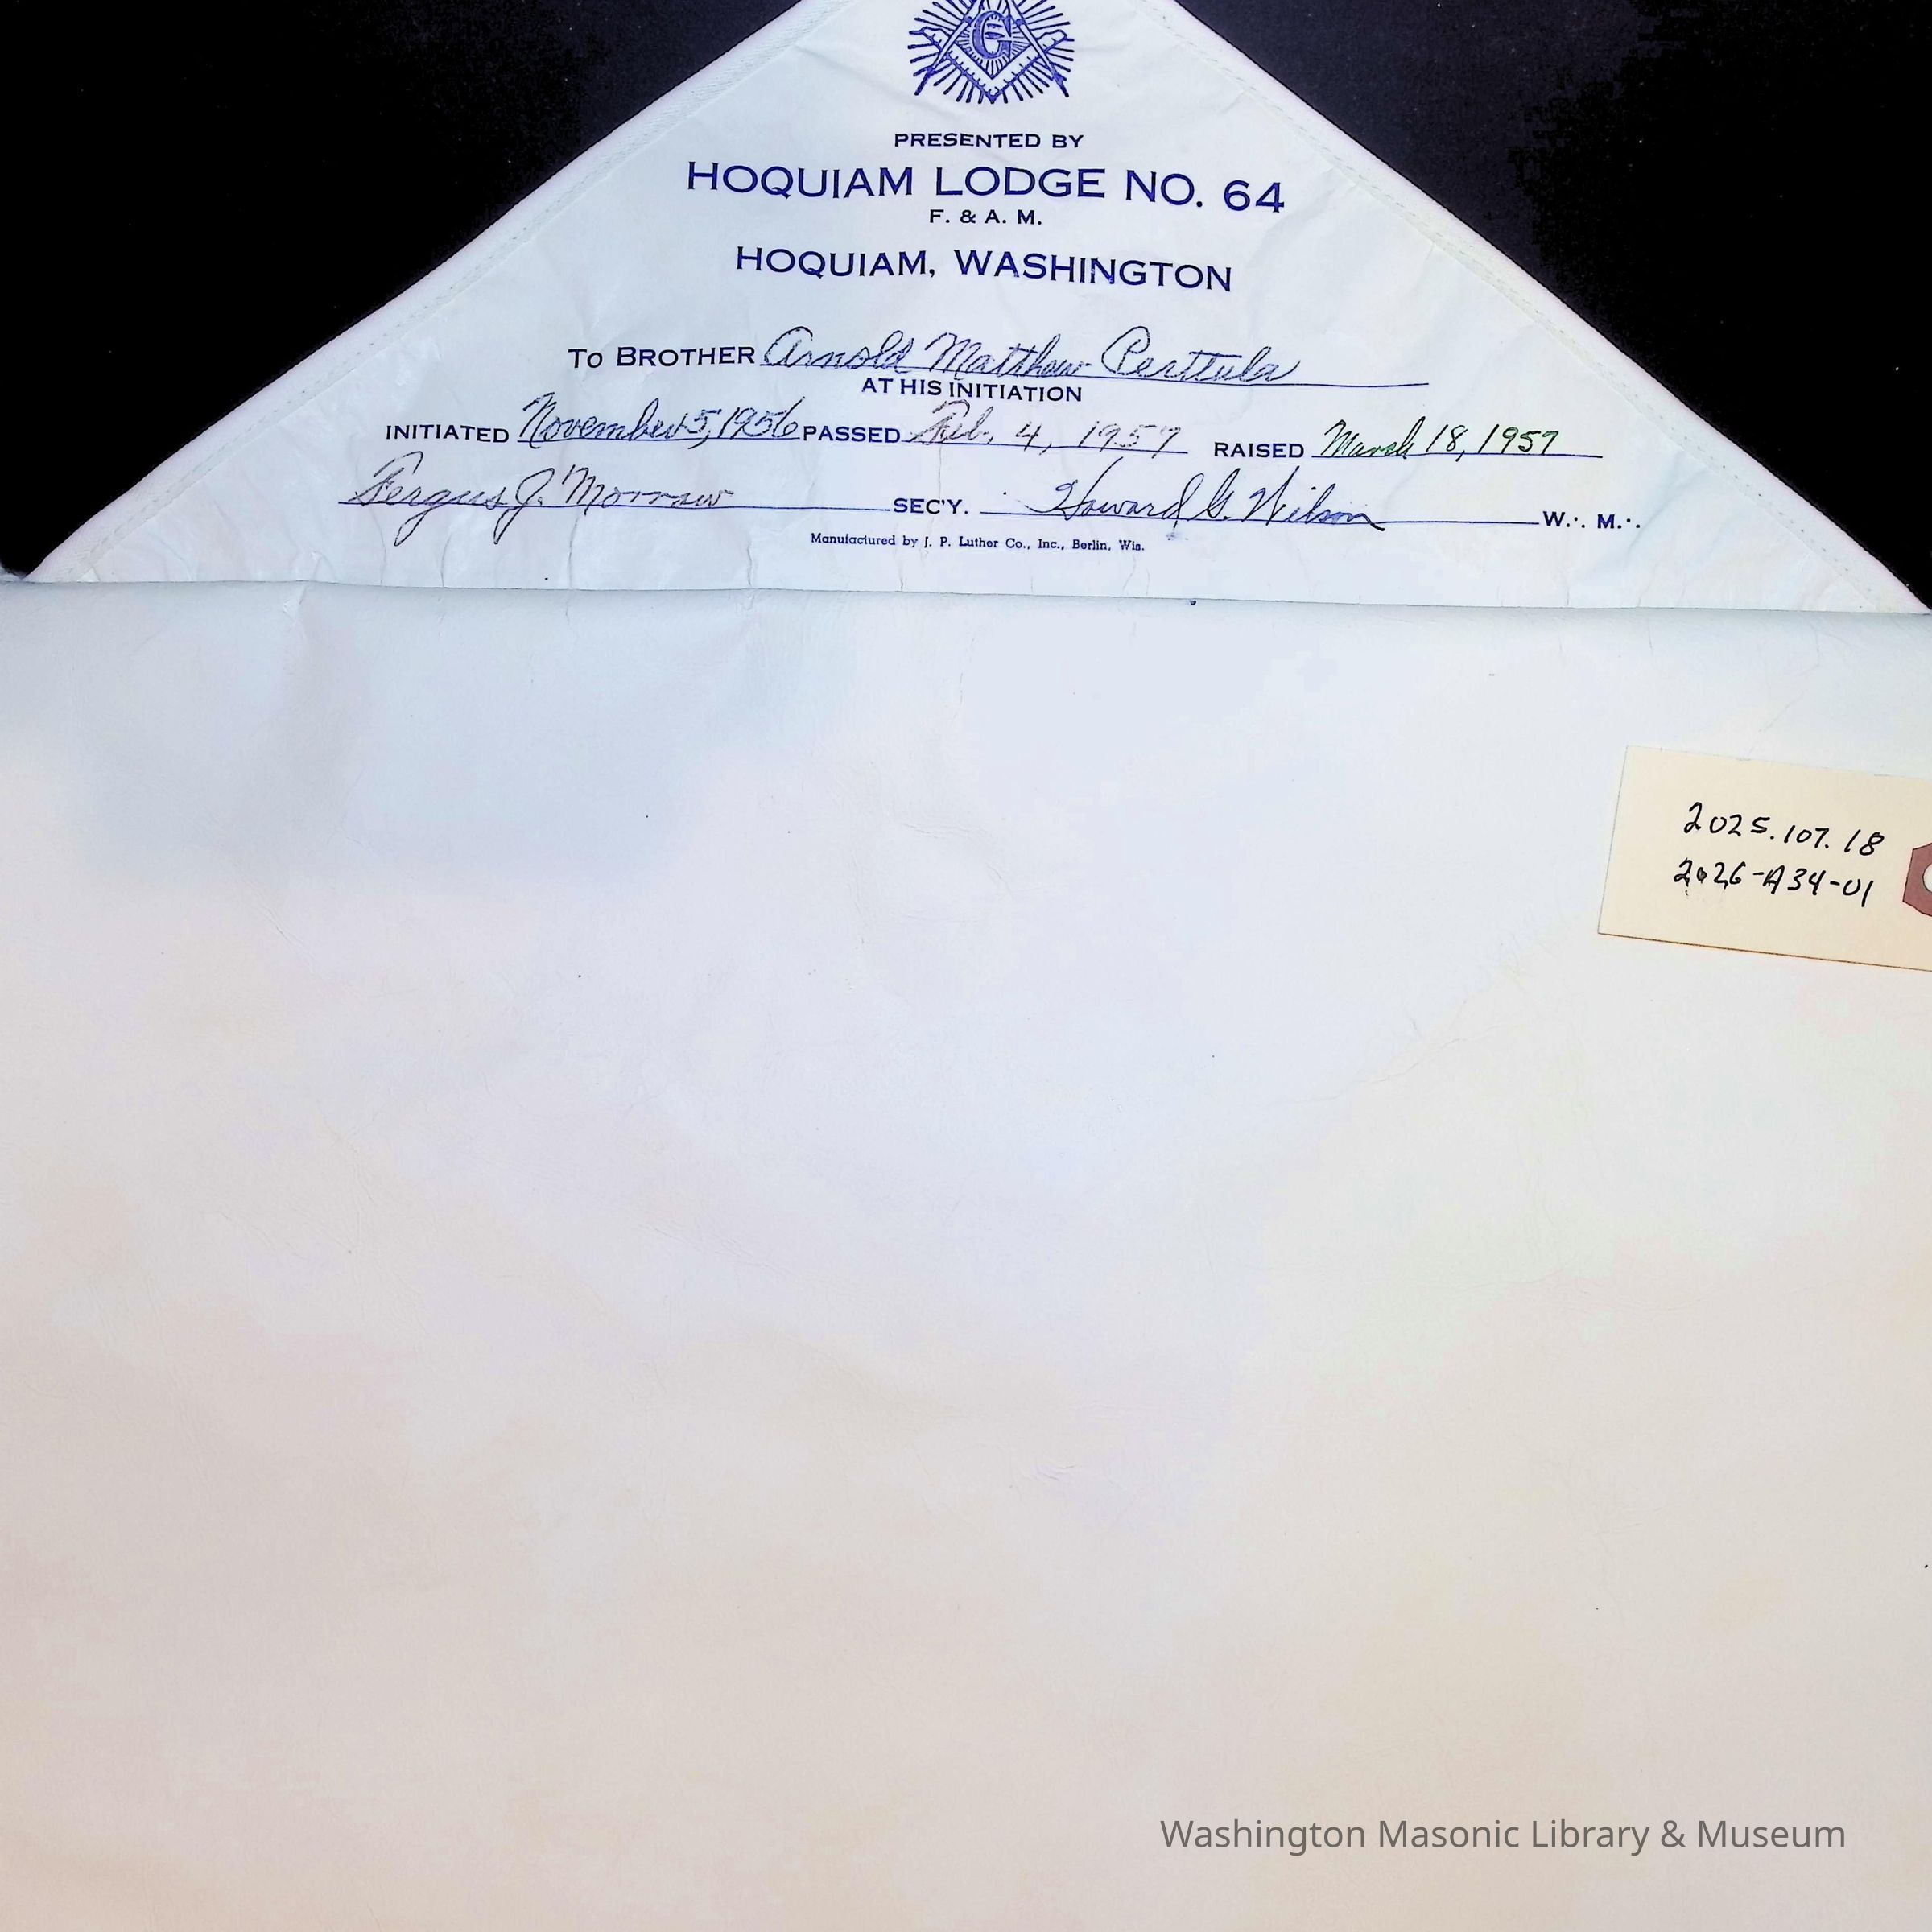 G
PRESENTED BY
HOQUIAM LODGE NO. 64
F. & A. M.
HOQUIAM, WASHINGTON
TO BROTHER Arnold Matthew Perttula
AT HIS INITIATION
INITIATED November 5, 1956 PASSED Feb. 4, 1957 RAISED March 18, 1957
Fergus J. Morrow SEC'Y. Howard G. Wilson W∴ M∴
Manufactured by J. P. Luther Co., Inc., Berlin, Wis.
2025.107.18
2026-A34-01
Washington Masonic Library & Museum